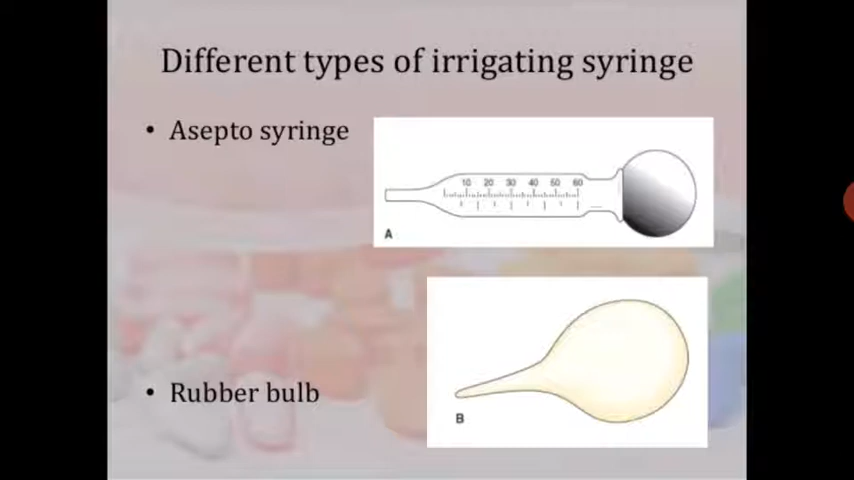 Different types of irrigating syringe
• Asepto syringe
10 20 30 40 50 60
A
• Rubber bulb
B